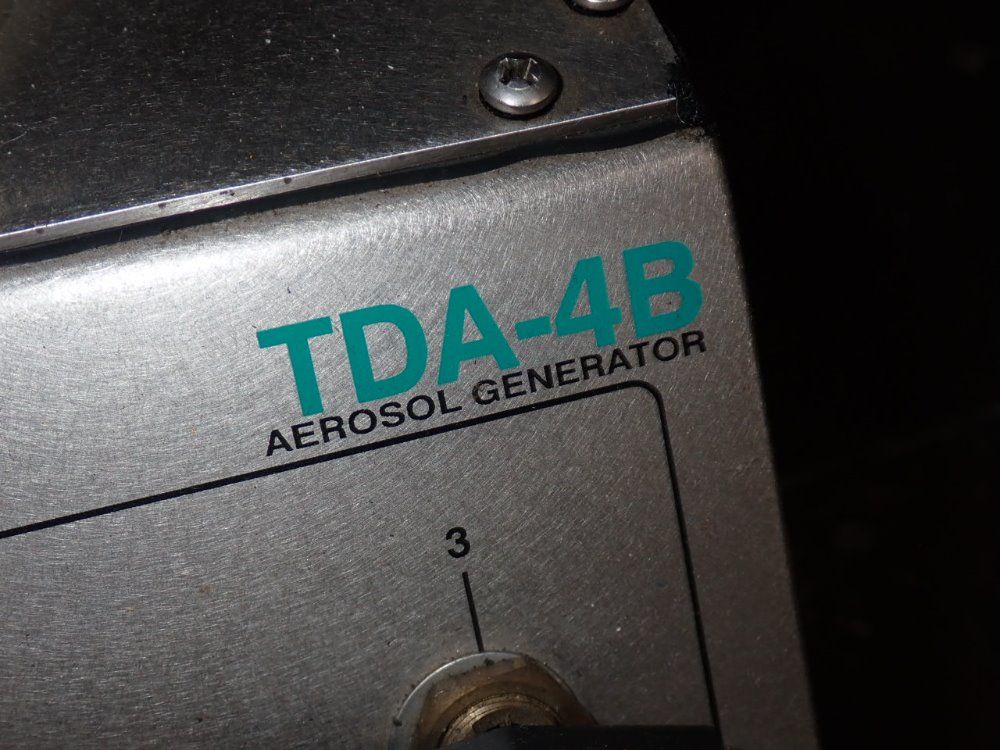 TDA-4B
AEROSOL GENERATOR
3